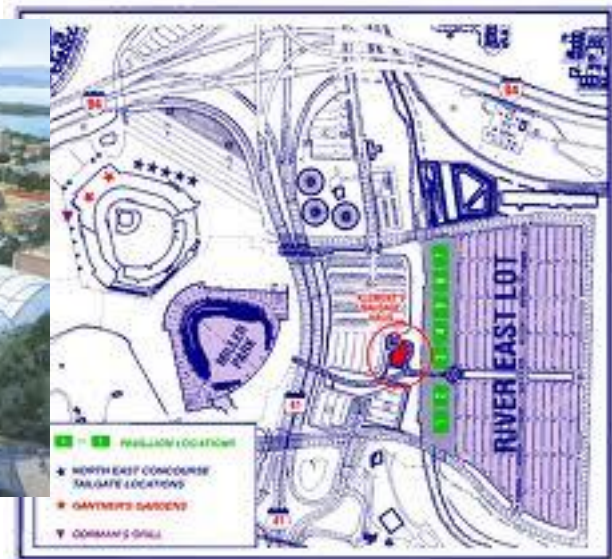 94
94
MILLER
PARK
RIVER EAST LOT
41
PAVILLION LOCATIONS
NORTH EAST CONCOURSE
TAILGATE LOCATIONS
GANTNER'S GARDENS
GORMAN'S GRILL
41